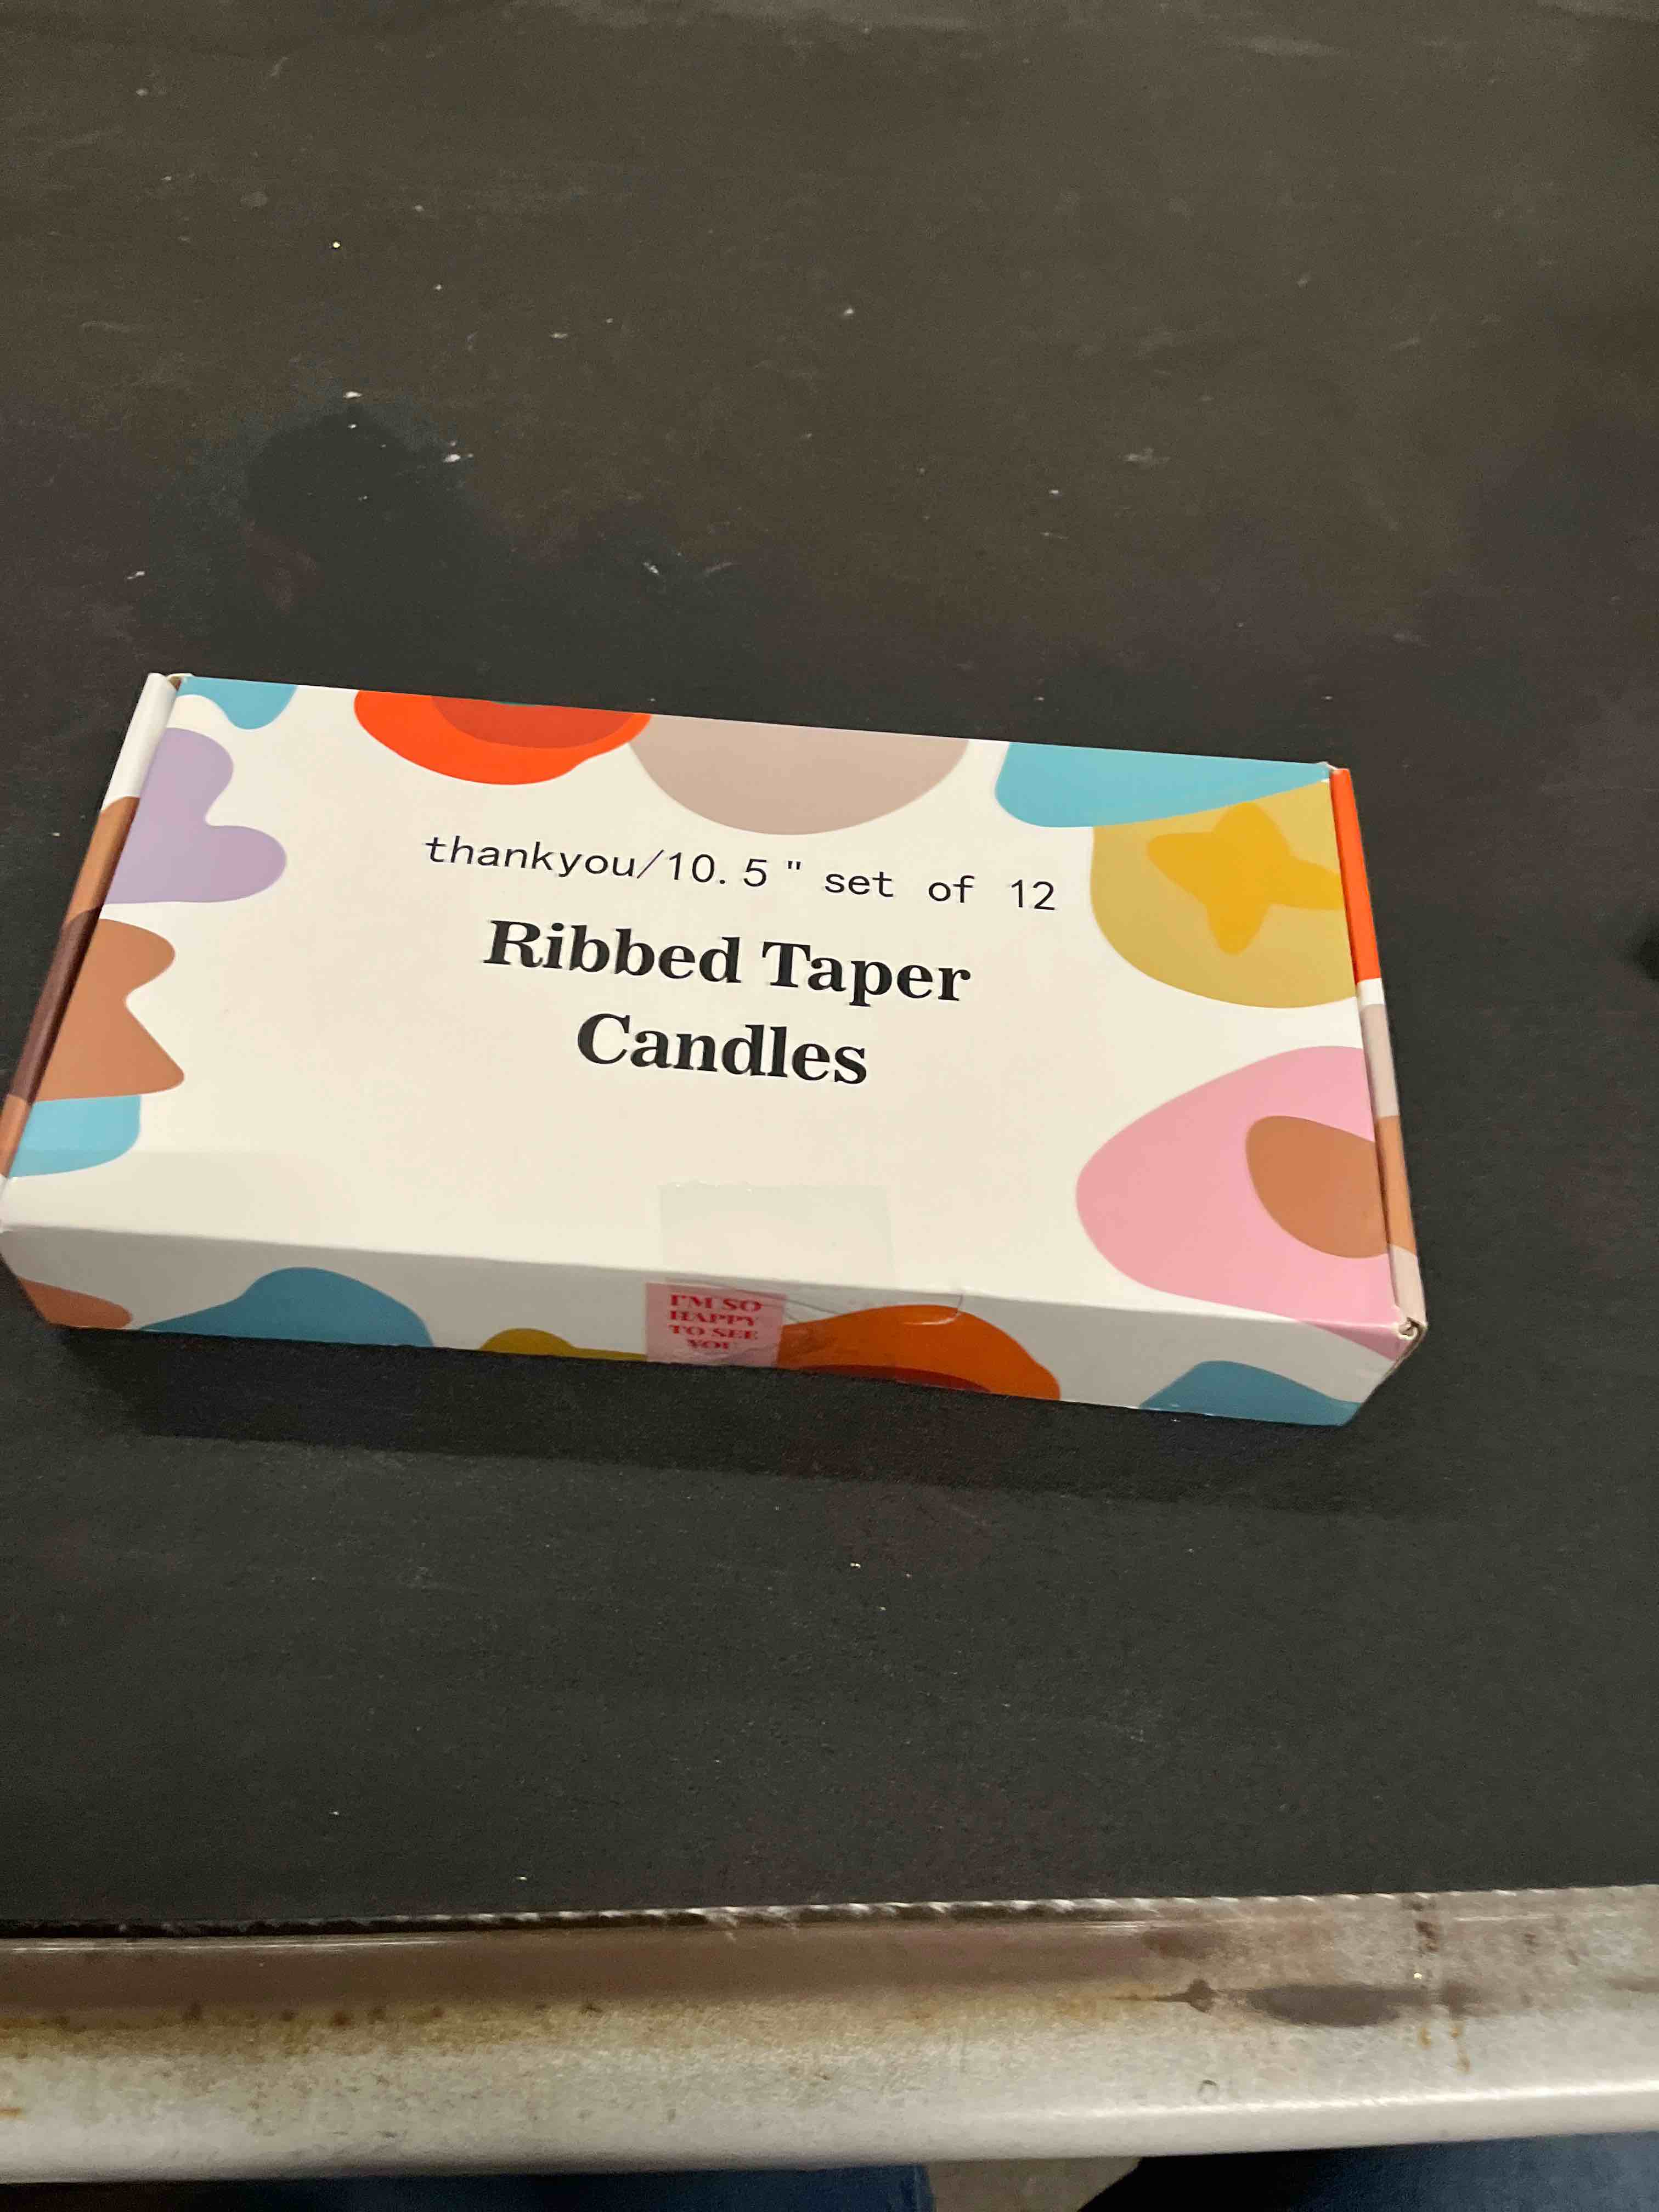 thankyou/10.5" set of 12
Ribbed Taper
Candles
I'M SO
HAPPY
TO SEE
YOU